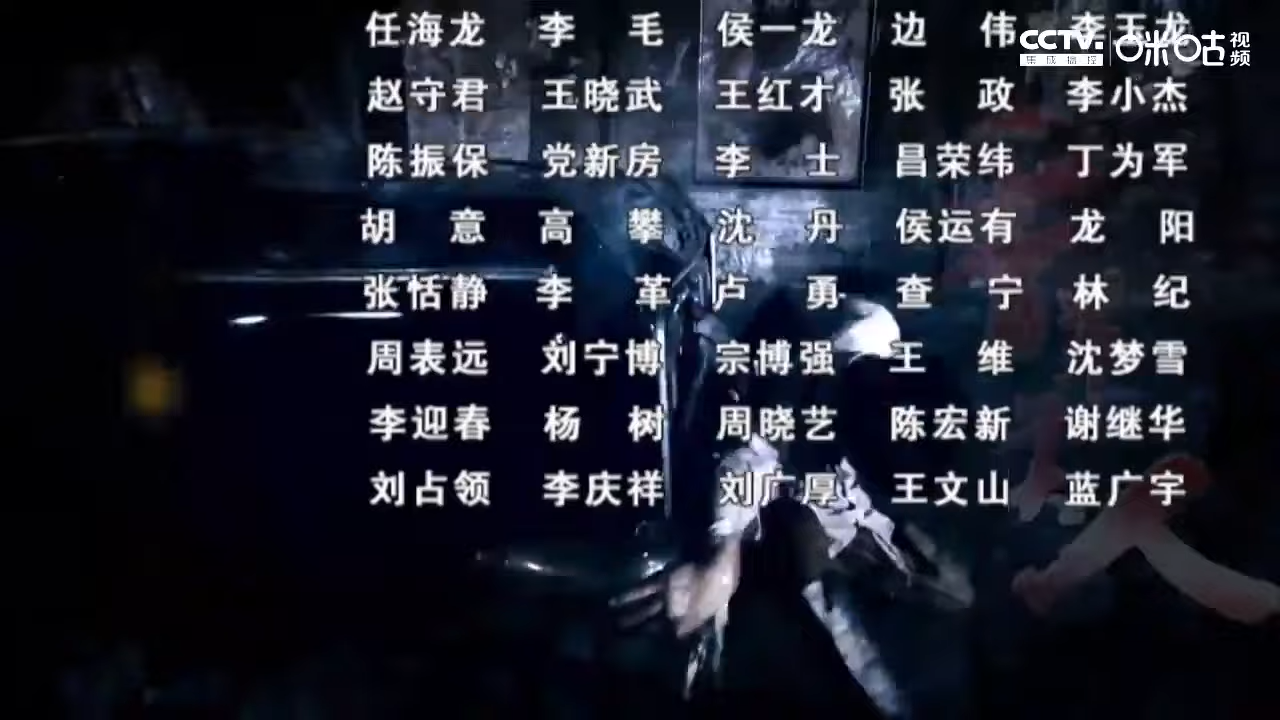 任海龙 李毛 侯一龙 边伟 李玉龙
CCTV.
集成播控
咪咕视频
赵守君 王晓武 王红才 张政 李小杰
陈振保 党新房 李士 昌荣纬 丁为军
胡意 高攀 沈丹 侯运有 龙阳
张恬静 李革 卢勇 查宁 林纪
周表远 刘宁博 宗博强 王维 沈梦雪
李迎春 杨树 周晓艺 陈宏新 谢继华
刘占领 李庆祥 刘广厚 王文山 蓝广宇